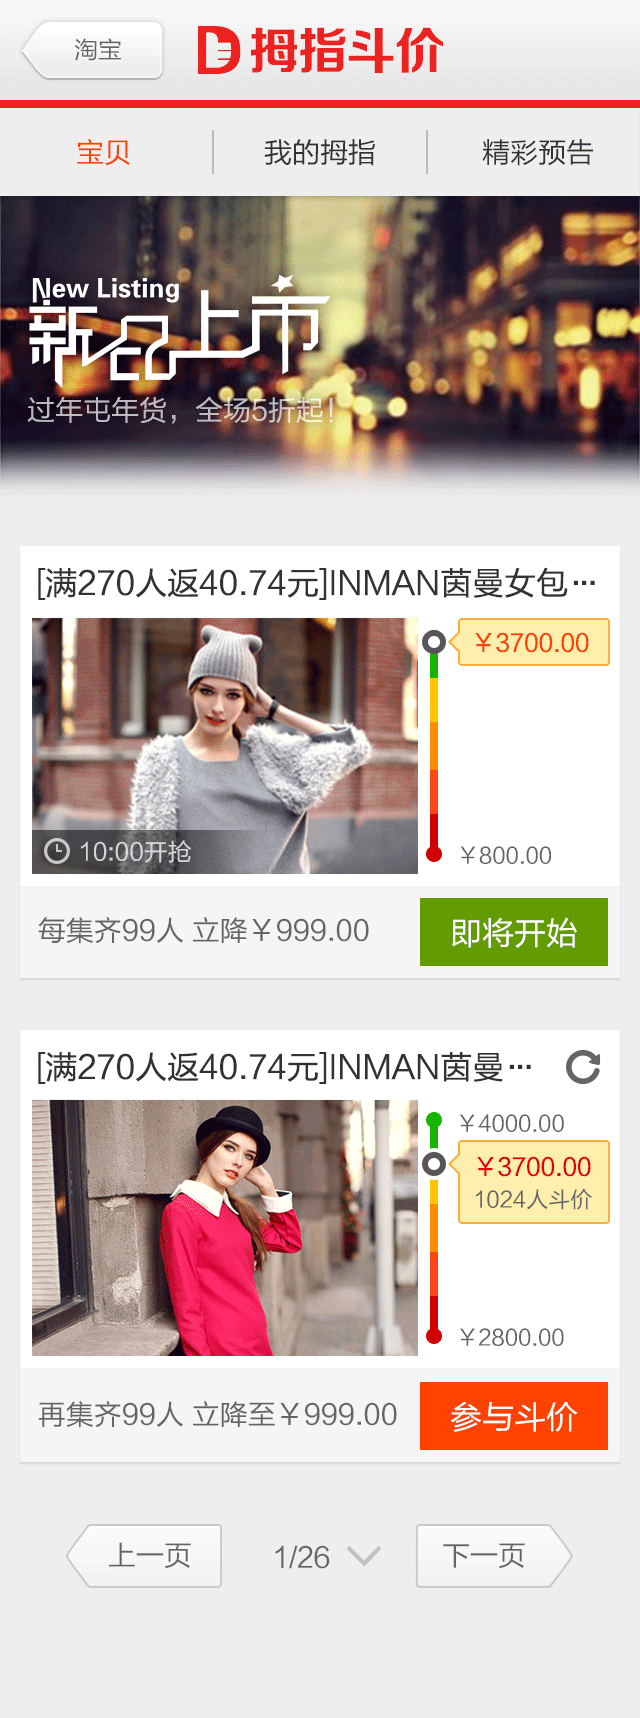 淘宝
拇指斗价
宝贝
我的拇指
精彩预告
New Listing
新品上市
过年屯年货，全场5折起！
[满270人返40.74元]INMAN茵曼女包···
￥3700.00
10:00开抢
￥800.00
每集齐99人 立降￥999.00
即将开始
[满270人返40.74元]INMAN茵曼···
￥4000.00
￥3700.00
1024人斗价
￥2800.00
再集齐99人 立降至￥999.00
参与斗价
上一页
1/26
下一页